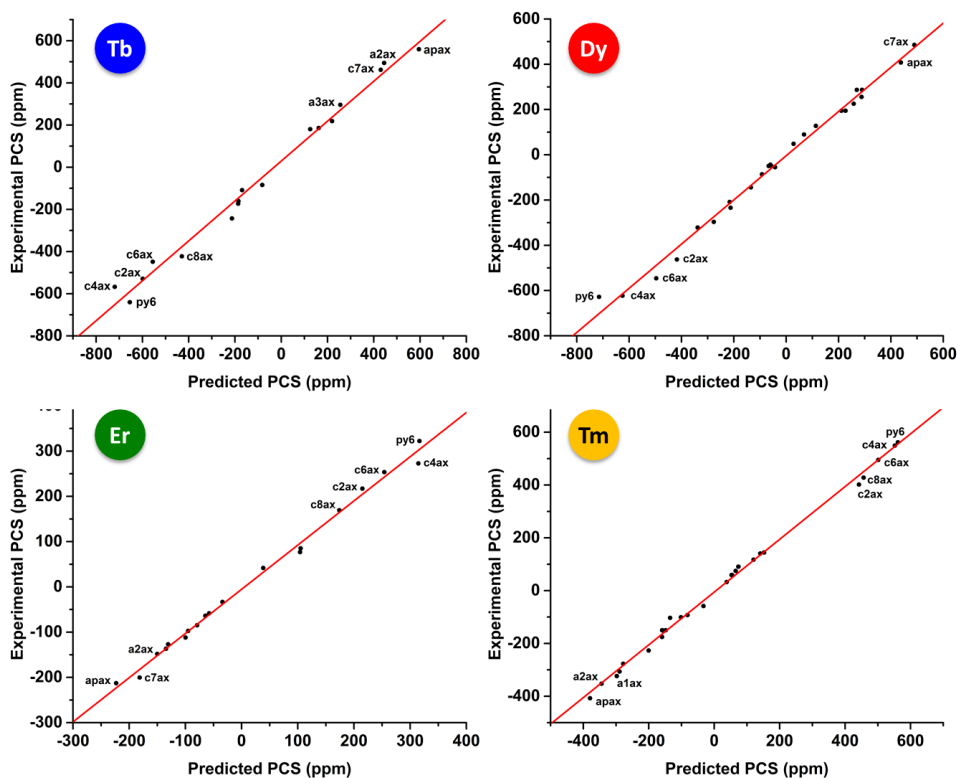 Tb
Experimental PCS (ppm)
600
400
200
0
-200
-400
-600
-800
a2ax
apax
c7ax
a3ax
c6ax
c8ax
c2ax
c4ax
py6
-800 -600 -400 -200 0 200 400 600 800
Predicted PCS (ppm)
Dy
Experimental PCS (ppm)
600
400
200
0
-200
-400
-600
-800
c7ax
apax
c2ax
c6ax
py6
c4ax
-800 -600 -400 -200 0 200 400 600
Predicted PCS (ppm)
Er
Experimental PCS (ppm)
300
200
100
0
-100
-200
-300
py6
c4ax
c6ax
c2ax
c8ax
a2ax
c7ax
apax
-300 -200 -100 0 100 200 300 400
Predicted PCS (ppm)
Tm
Experimental PCS (ppm)
600
400
200
0
-200
-400
py6
c4ax
c6ax
c8ax
c2ax
a2ax
a1ax
apax
-400 -200 0 200 400 600
Predicted PCS (ppm)